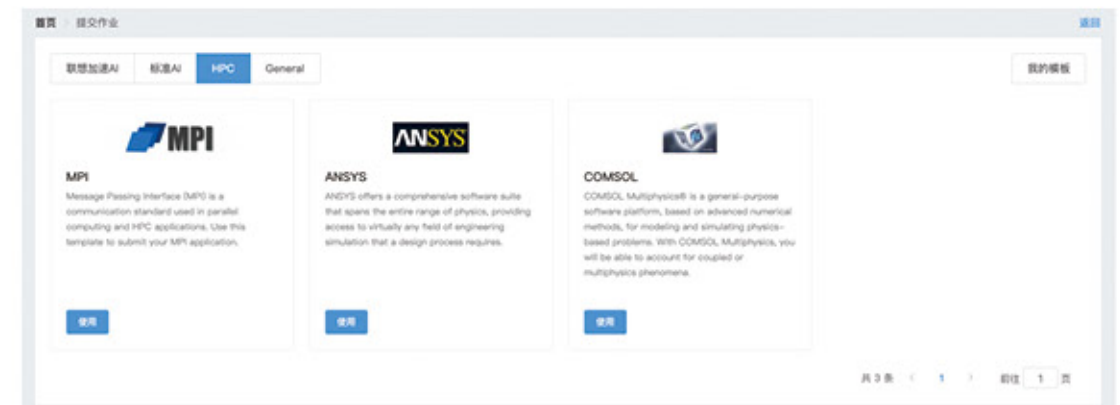 首页 提交作业 返回
联想加速AI 标准AI HPC General 我的模板
MPI
ANSYS
MPI
Message Passing Interface (MPI) is a
communication standard used in parallel
computing and HPC applications. Use this
template to submit your MPI application.
使用
ANSYS
ANSYS offers a comprehensive software suite
that spans the entire range of physics, providing
access to virtually any field of engineering
simulation that a design process requires.
使用
COMSOL
COMSOL Multiphysics® is a general-purpose
software platform, based on advanced numerical
methods, for modeling and simulating physics-
based problems. With COMSOL Multiphysics, you
will be able to account for coupled or
multiphysics phenomena.
使用
共 3 条 < 1 > 前往 1 页